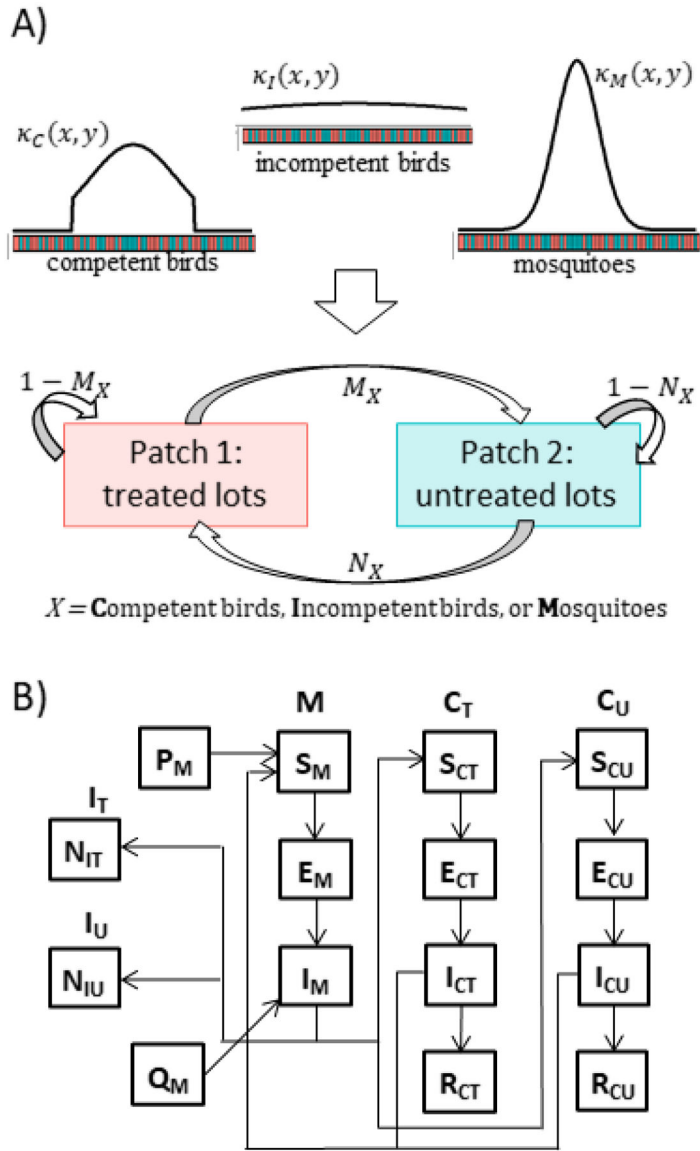 A)
κ_C(x, y)
κ_I(x, y)
κ_M(x, y)
competent birds
incompetent birds
mosquitoes
1 − M_X
M_X
1 − N_X
Patch 1:
treated lots
Patch 2:
untreated lots
N_X
X = Competent birds, Incompetent birds, or Mosquitoes
B)
M
C_T
C_U
P_M
S_M
S_CT
S_CU
I_T
N_IT
E_M
E_CT
E_CU
I_U
N_IU
I_M
I_CT
I_CU
Q_M
R_CT
R_CU